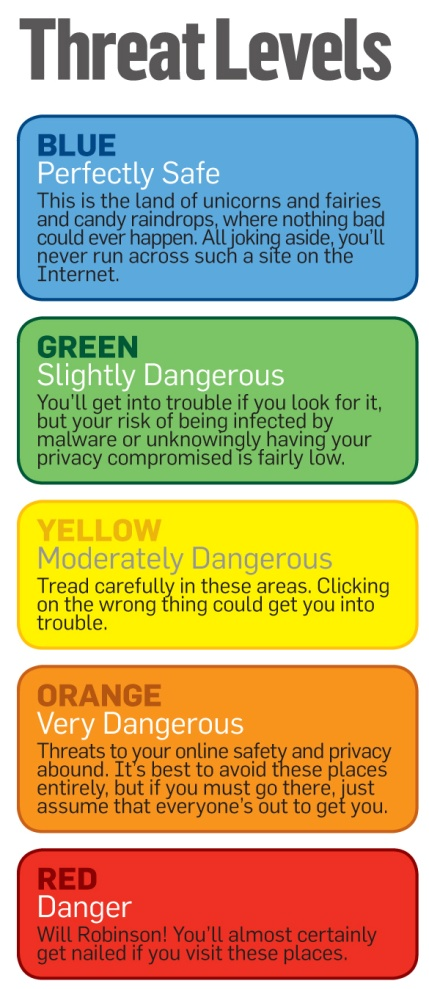 Threat Levels
BLUE
Perfectly Safe
This is the land of unicorns and fairies
and candy raindrops, where nothing bad
could ever happen. All joking aside, you'll
never run across such a site on the
Internet.
GREEN
Slightly Dangerous
You'll get into trouble if you look for it,
but your risk of being infected by
malware or unknowingly having your
privacy compromised is fairly low.
YELLOW
Moderately Dangerous
Tread carefully in these areas. Clicking
on the wrong thing could get you into
trouble.
ORANGE
Very Dangerous
Threats to your online safety and privacy
abound. It's best to avoid these places
entirely, but if you must go there, just
assume that everyone's out to get you.
RED
Danger
Will Robinson! You'll almost certainly
get nailed if you visit these places.